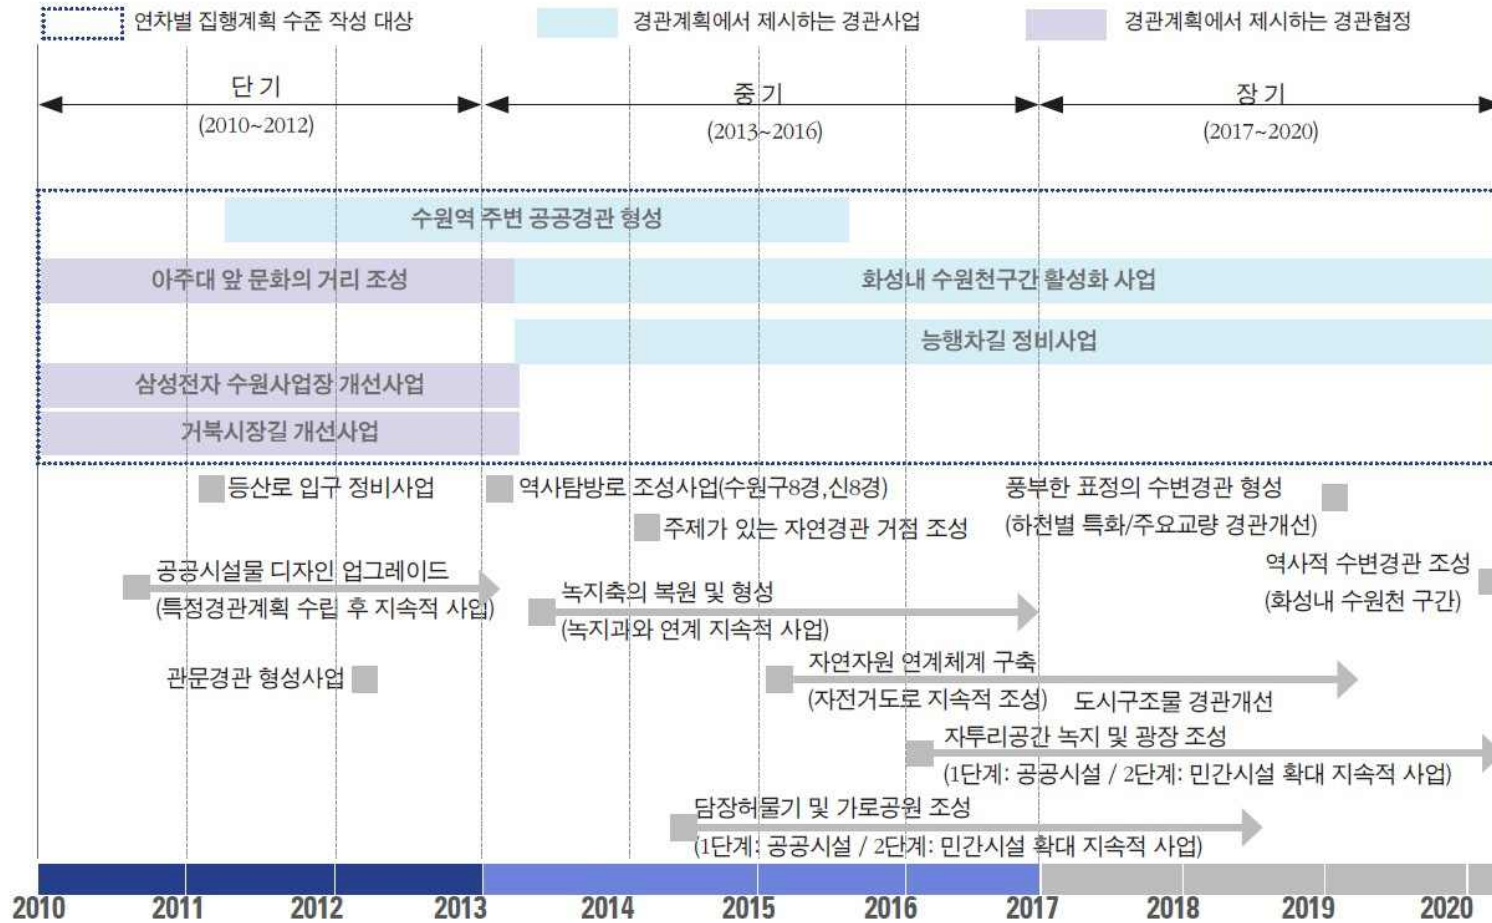 연차별 집행계획 수준 작성 대상
경관계획에서 제시하는 경관사업
경관계획에서 제시하는 경관협정
단 기
(2010~2012)
중 기
(2013~2016)
장 기
(2017~2020)
수원역 주변 공공경관 형성
아주대 앞 문화의 거리 조성
화성내 수원천구간 활성화 사업
능행차길 정비사업
삼성전자 수원사업장 개선사업
거북시장길 개선사업
등산로 입구 정비사업
역사탐방로 조성사업(수원구8경,신8경)
풍부한 표정의 수변경관 형성
(하천별 특화/주요교량 경관개선)
주제가 있는 자연경관 거점 조성
공공시설물 디자인 업그레이드
(특정경관계획 수립 후 지속적 사업)
녹지축의 복원 및 형성
(녹지과와 연계 지속적 사업)
역사적 수변경관 조성
(화성내 수원천 구간)
관문경관 형성사업
자연자원 연계체계 구축
(자전거도로 지속적 조성)
도시구조물 경관개선
자투리공간 녹지 및 광장 조성
(1단계: 공공시설 / 2단계: 민간시설 확대 지속적 사업)
담장허물기 및 가로공원 조성
(1단계: 공공시설 / 2단계: 민간시설 확대 지속적 사업)
2010 2011 2012 2013 2014 2015 2016 2017 2018 2019 2020